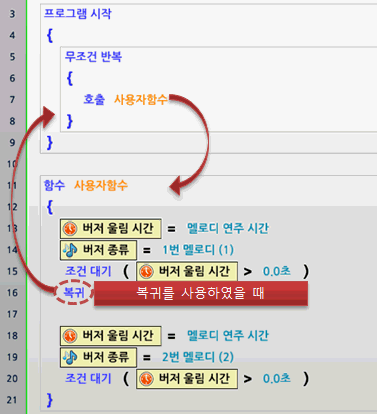 3 프로그램 시작
4 {
5 무조건 반복
6 {
7 호출 사용자함수
8 }
9 }
10
11 함수 사용자함수
12 {
13 버저 울림 시간 = 멜로디 연주 시간
14 버저 종류 = 1번 멜로디 (1)
15 조건 대기 ( 버저 울림 시간 > 0.0초 )
16 복귀 복귀를 사용하였을 때
17
18 버저 울림 시간 = 멜로디 연주 시간
19 버저 종류 = 2번 멜로디 (2)
20 조건 대기 ( 버저 울림 시간 > 0.0초 )
21 }